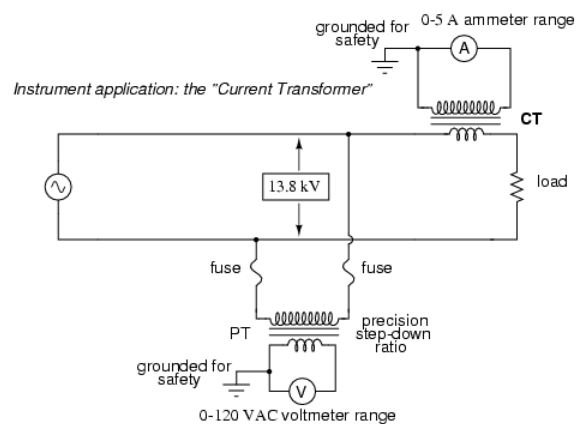 grounded for
safety
0-5 A ammeter range
A
Instrument application: the "Current Transformer"
CT
13.8 kV
load
fuse
fuse
PT
precision
step-down
ratio
grounded for
safety
V
0-120 VAC voltmeter range